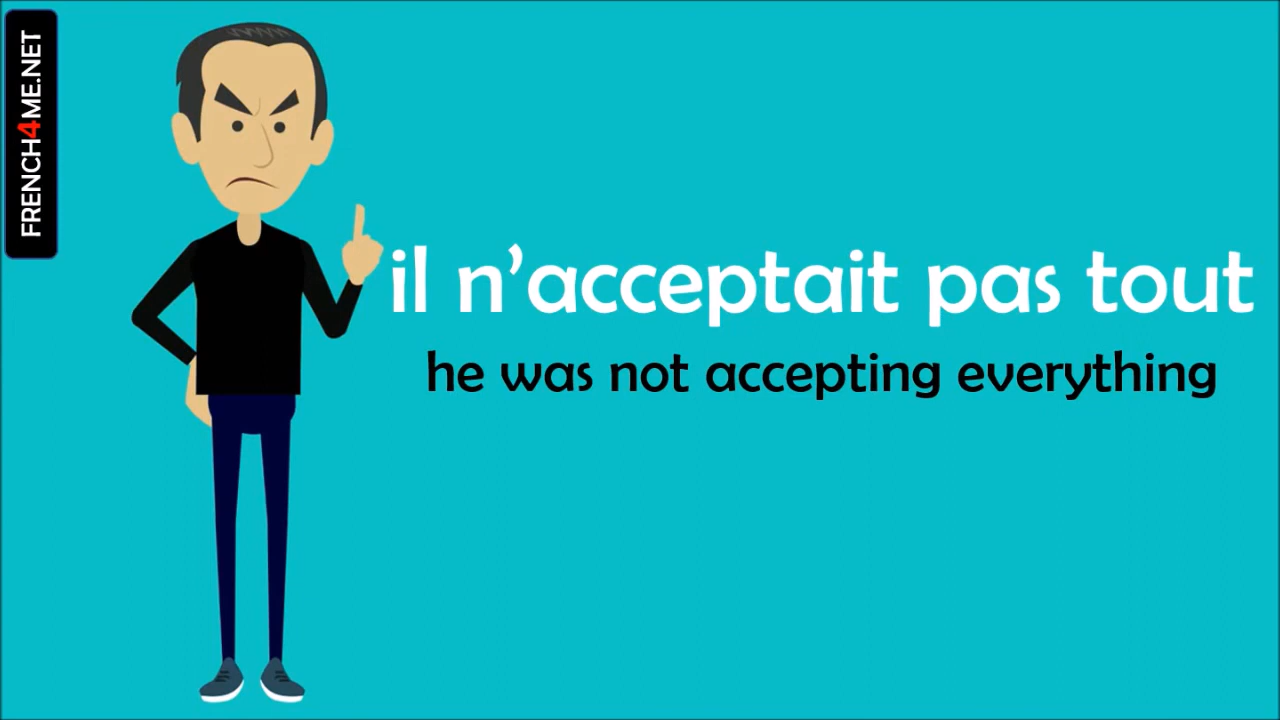 FRENCH4ME.NET
il n’acceptait pas tout
he was not accepting everything